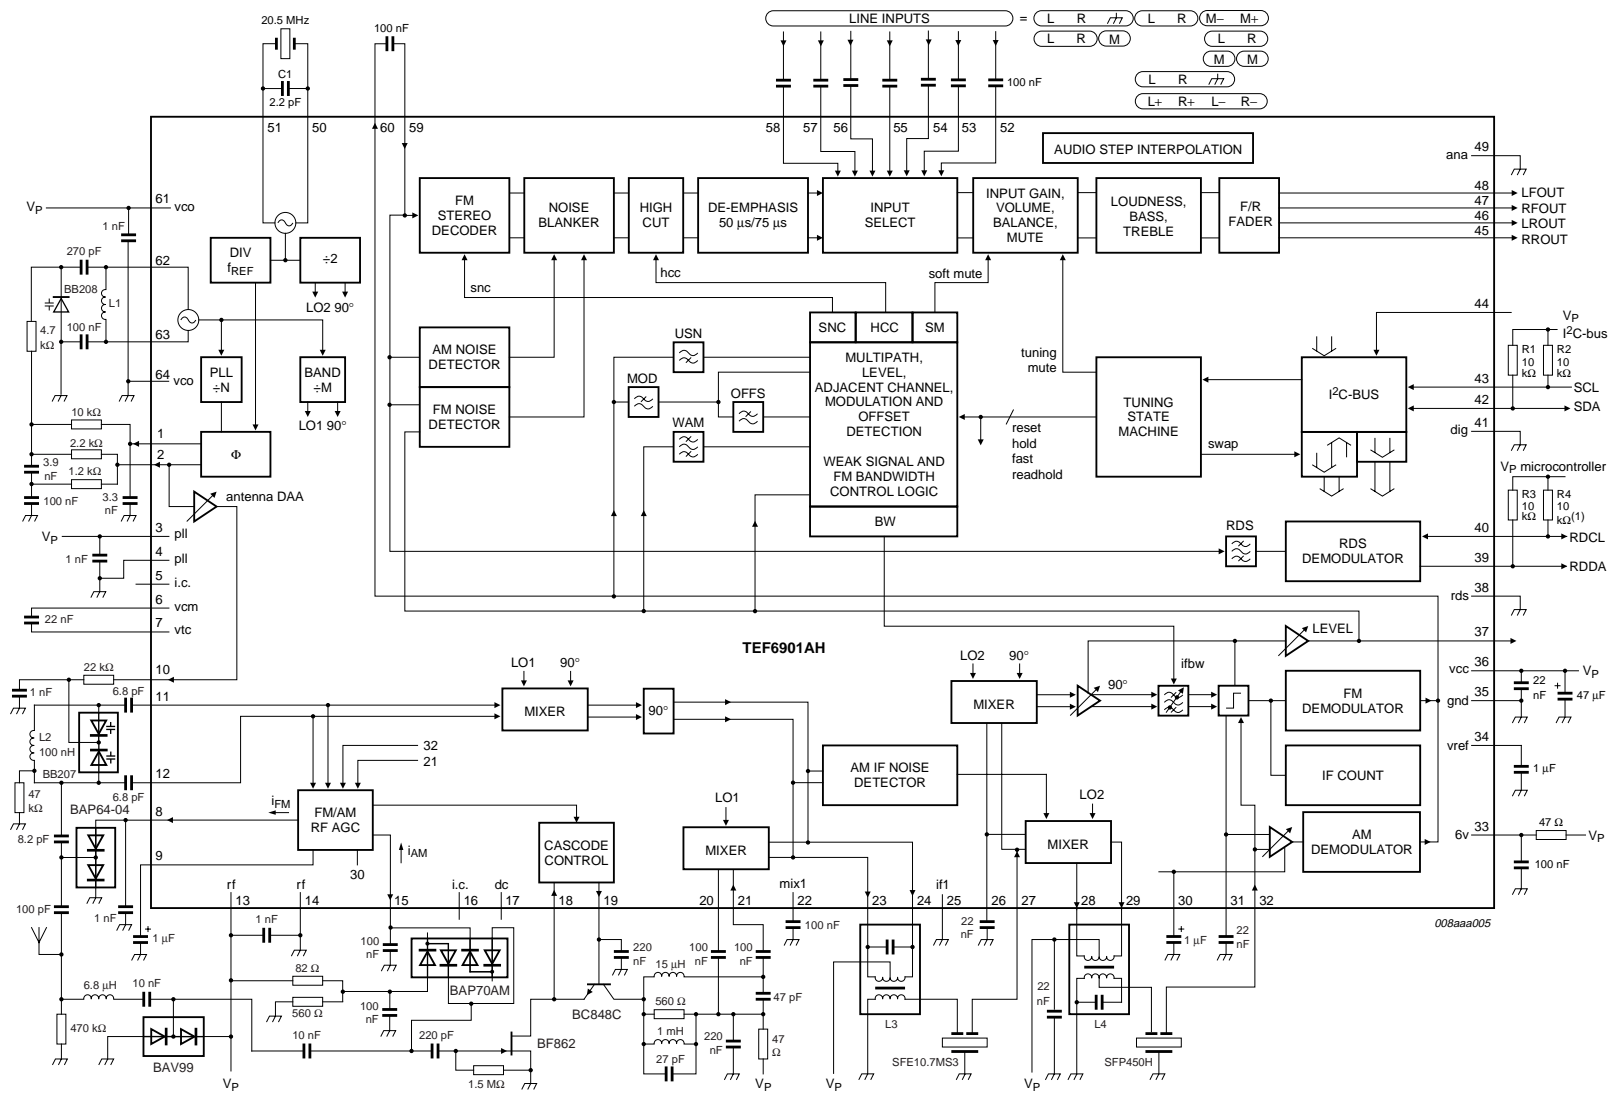 20.5 MHz
C1
2.2 pF
100 nF
LINE INPUTS
=
L R
L R
M− M+
L R
M
L R
M
M
L R
L+ R+ L− R−
100 nF
51
50
60
59
58
57
56
55
54
53
52
AUDIO STEP INTERPOLATION
ana
49
VP
61
vco
1 nF
FM
STEREO
DECODER
NOISE
BLANKER
HIGH
CUT
DE-EMPHASIS
50 µs/75 µs
INPUT
SELECT
INPUT GAIN,
VOLUME,
BALANCE,
MUTE
LOUDNESS,
BASS,
TREBLE
F/R
FADER
48
LFOUT
47
RFOUT
46
LROUT
45
RROUT
270 pF
62
BB208
L1
100 nF
4.7
kΩ
63
DIV
fREF
÷2
LO2 90°
snc
hcc
soft mute
64
vco
PLL
÷N
BAND
÷M
LO1 90°
AM NOISE
DETECTOR
FM NOISE
DETECTOR
USN
MOD
OFFS
WAM
SNC
HCC
SM
MULTIPATH,
LEVEL,
ADJACENT CHANNEL,
MODULATION AND
OFFSET
DETECTION
WEAK SIGNAL AND
FM BANDWIDTH
CONTROL LOGIC
BW
tuning
mute
reset
hold
fast
readhold
TUNING
STATE
MACHINE
swap
I2C-BUS
44
VP
I2C-bus
R1
10
kΩ
R2
10
kΩ
43
SCL
42
SDA
dig
41
VP microcontroller
R3
10
kΩ
R4
10
kΩ(1)
RDS
RDS
DEMODULATOR
40
RDCL
39
RDDA
rds
38
10 kΩ
1
2.2 kΩ
2
Φ
3.9
nF
1.2 kΩ
100 nF
3.3
nF
antenna DAA
VP
3
pll
1 nF
4
pll
5
i.c.
6
vcm
22 nF
7
vtc
TEF6901AH
LEVEL
37
22 kΩ
10
1 nF
6.8 pF
11
L2
100 nH
BB207
12
6.8 pF
47
kΩ
LO1
90°
MIXER
90°
LO2
90°
MIXER
90°
ifbw
FM
DEMODULATOR
IF COUNT
vcc
36
VP
22
nF
+
47 µF
gnd
35
vref
34
1 µF
32
21
BAP64-04
8
iFM
FM/AM
RF AGC
iAM
30
8.2 pF
9
CASCODE
CONTROL
LO1
MIXER
AM IF NOISE
DETECTOR
LO2
MIXER
AM
DEMODULATOR
6v
33
47 Ω
VP
100 nF
100 pF
1 nF
+
1 µF
rf
13
rf
14
15
i.c.
16
dc
17
18
19
20
21
mix1
22
23
24
if1
25
26
27
28
29
30
31
32
008aaa005
1 nF
100
nF
BAP70AM
220
nF
100
nF
100
nF
100 nF
22
nF
+
1 µF
22
nF
6.8 µH
10 nF
82 Ω
560 Ω
100
nF
15 µH
560 Ω
47 pF
22
nF
470 kΩ
BAV99
10 nF
220 pF
BF862
BC848C
1 mH
220
nF
47
Ω
27 pF
1.5 MΩ
L3
SFE10.7MS3
L4
SFP450H
VP
VP
VP
VP